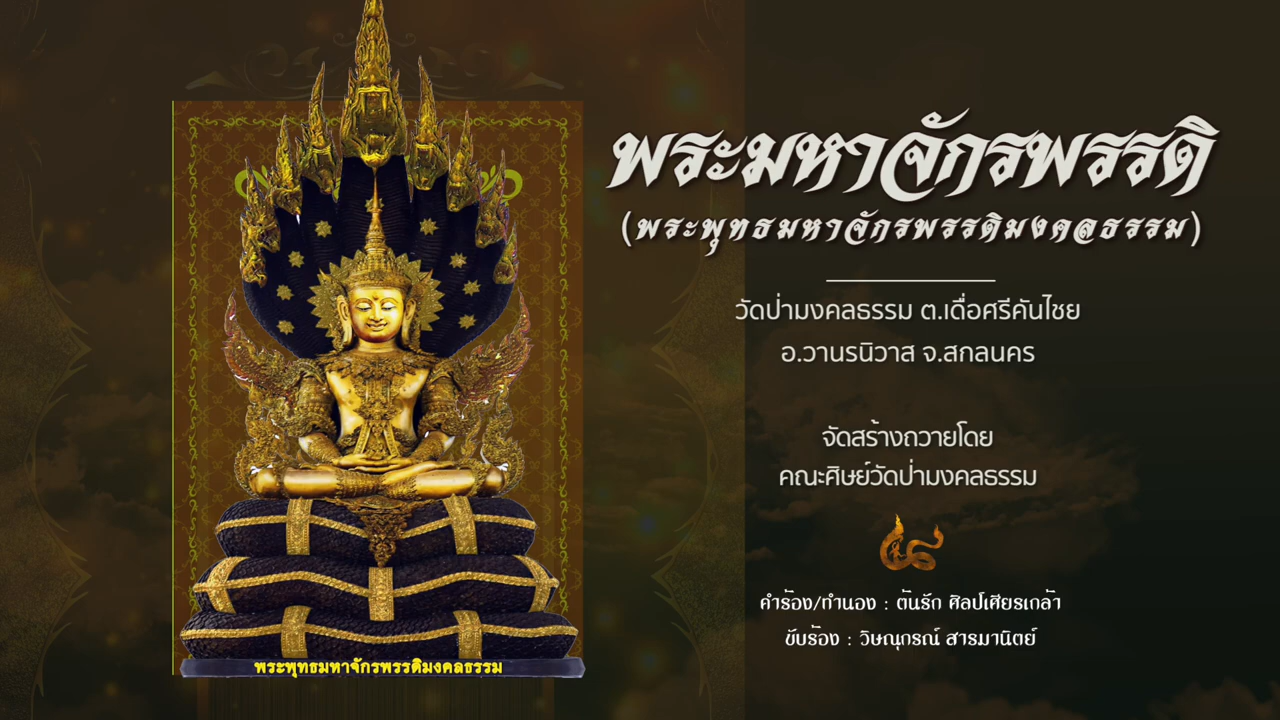 พระมหาจักรพรรดิ
(พระพุทธมหาจักรพรรดิมงคลธรรม)
วัดป่ามงคลธรรม ต.เดื่อศรีคันไชย
อ.วานรนิวาส จ.สกลนคร
จัดสร้างถวายโดย
คณะศิษย์วัดป่ามงคลธรรม
คำร้อง/ทำนอง : ต้นรัก ศิลปเศียรเกล้า
ขับร้อง : วิษณุกรณ์ สารมานิตย์
พระพุทธมหาจักรพรรดิมงคลธรรม